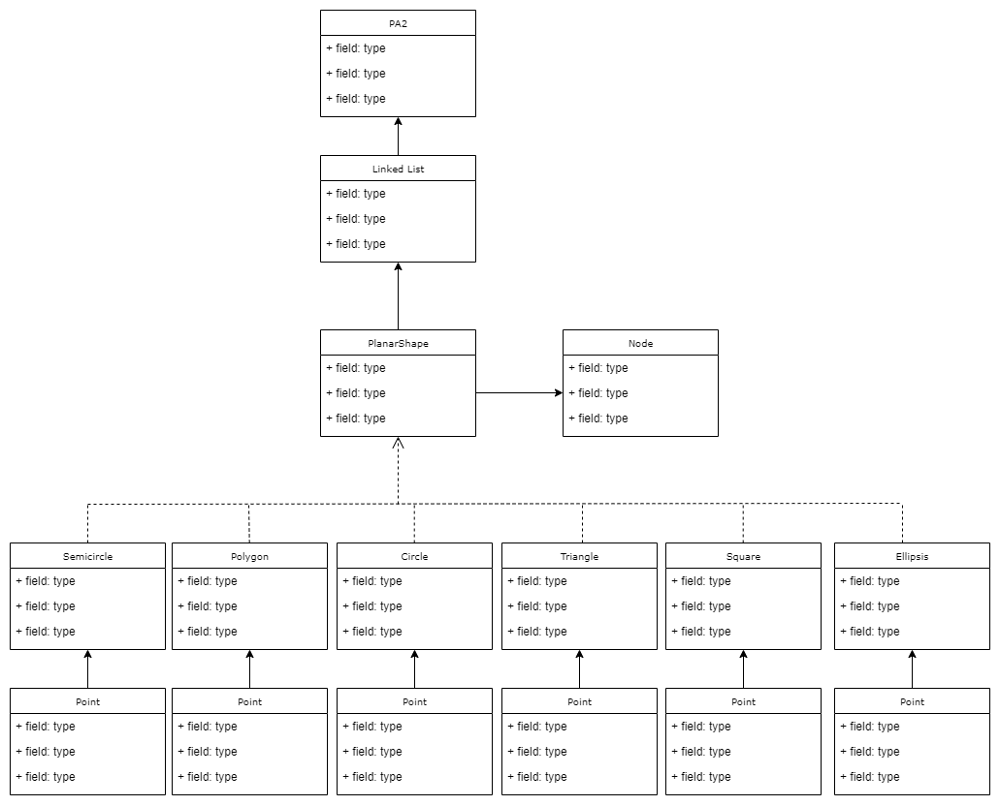 PA2
+ field: type
+ field: type
+ field: type
Linked List
+ field: type
+ field: type
+ field: type
PlanarShape
+ field: type
+ field: type
+ field: type
Node
+ field: type
+ field: type
+ field: type
Semicircle
+ field: type
+ field: type
+ field: type
Polygon
+ field: type
+ field: type
+ field: type
Circle
+ field: type
+ field: type
+ field: type
Triangle
+ field: type
+ field: type
+ field: type
Square
+ field: type
+ field: type
+ field: type
Ellipsis
+ field: type
+ field: type
+ field: type
Point
+ field: type
+ field: type
+ field: type
Point
+ field: type
+ field: type
+ field: type
Point
+ field: type
+ field: type
+ field: type
Point
+ field: type
+ field: type
+ field: type
Point
+ field: type
+ field: type
+ field: type
Point
+ field: type
+ field: type
+ field: type